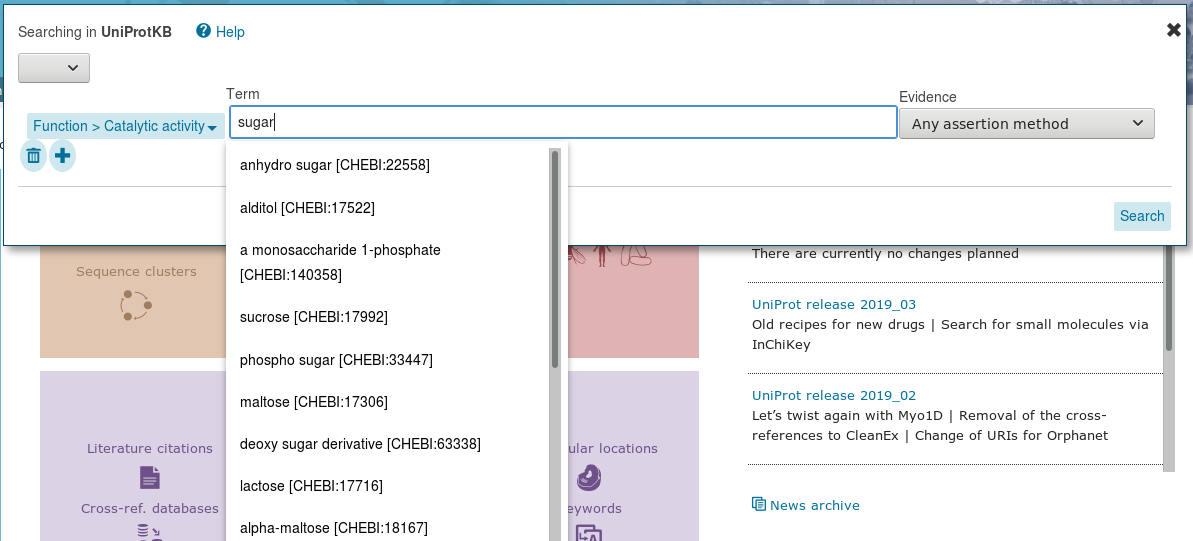 Searching in UniProtKB
Help
Term
Evidence
Function > Catalytic activity
sugar
Any assertion method
anhydro sugar [CHEBI:22558]
alditol [CHEBI:17522]
a monosaccharide 1-phosphate
[CHEBI:140358]
sucrose [CHEBI:17992]
phospho sugar [CHEBI:33447]
maltose [CHEBI:17306]
deoxy sugar derivative [CHEBI:63338]
lactose [CHEBI:17716]
alpha-maltose [CHEBI:18167]
Search
Sequence clusters
Literature citations
Cross-ref. databases
ular locations
eywords
There are currently no changes planned
UniProt release 2019_03
Old recipes for new drugs | Search for small molecules via
InChiKey
UniProt release 2019_02
Let's twist again with Myo1D | Removal of the cross-
references to CleanEx | Change of URIs for Orphanet
News archive